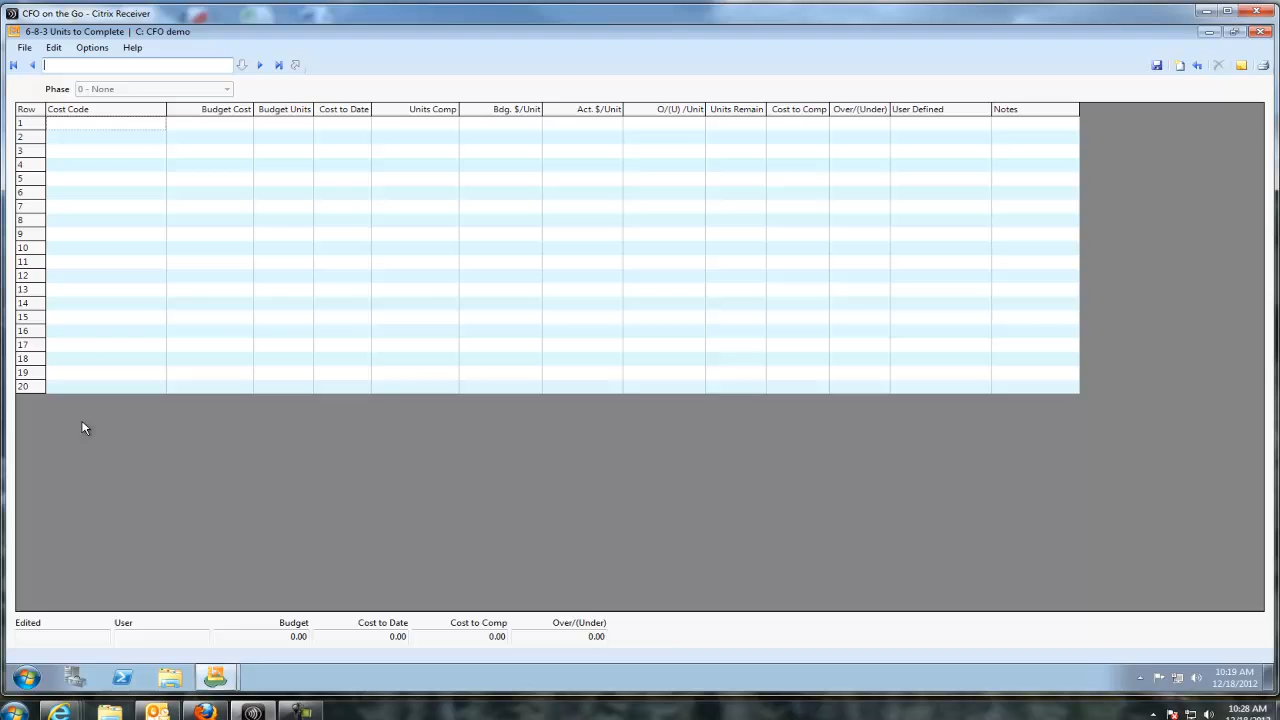 CFO on the Go - Citrix Receiver
6-8-3 Units to Complete | C: CFO demo
File Edit Options Help
Phase 0 - None
Row Cost Code Budget Cost Budget Units Cost to Date Units Comp Bdg. $/Unit Act. $/Unit O/(U) /Unit Units Remain Cost to Comp Over/(Under) User Defined Notes
1
2
3
4
5
6
7
8
9
10
11
12
13
14
15
16
17
18
19
20
Edited User Budget Cost to Date Cost to Comp Over/(Under)
0.00 0.00 0.00 0.00
10:19 AM
12/18/2012
10:28 AM